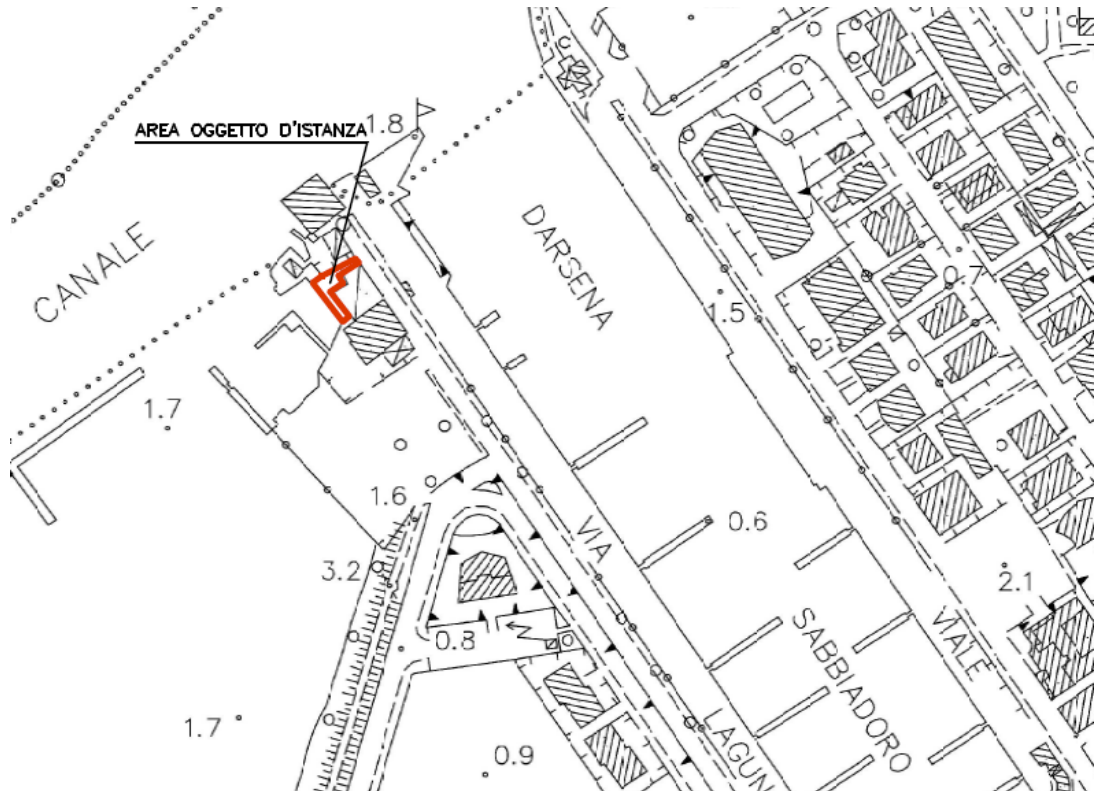 AREA OGGETTO D'ISTANZA
1.8
CANALE
DARSENA
0.7
1.5
1.7
1.6
VIA
0.6
3.2
2.1
0.8
SABBIADORO
VIALE
1.7
LAGUN
0.9